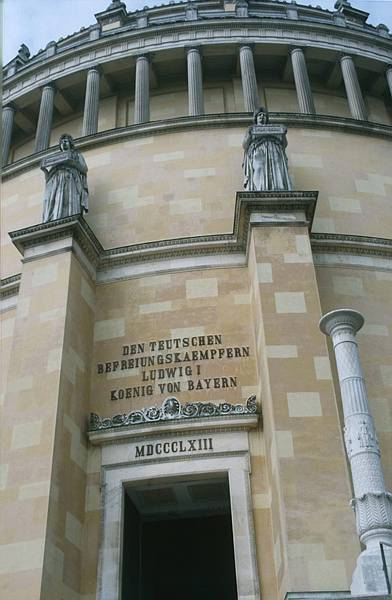 DEN TEUTSCHEN
BEFREIUNGSKAEMPFERN
LUDWIG I
KOENIG VON BAYERN
MDCCCLXIII